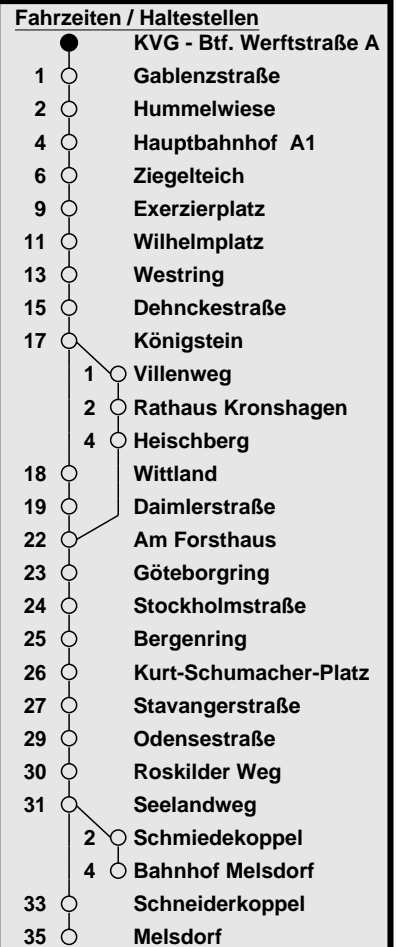 Fahrzeiten / Haltestellen
KVG - Btf. Werftstraße A
1 Gablenzstraße
2 Hummelwiese
4 Hauptbahnhof A1
6 Ziegelteich
9 Exerzierplatz
11 Wilhelmplatz
13 Westring
15 Dehnckestraße
17 Königstein
1 Villenweg
2 Rathaus Kronshagen
4 Heischberg
18 Wittland
19 Daimlerstraße
22 Am Forsthaus
23 Göteborgring
24 Stockholmstraße
25 Bergenring
26 Kurt-Schumacher-Platz
27 Stavangerstraße
29 Odensestraße
30 Roskilder Weg
31 Seelandweg
2 Schmiedekoppel
4 Bahnhof Melsdorf
33 Schneiderkoppel
35 Melsdorf